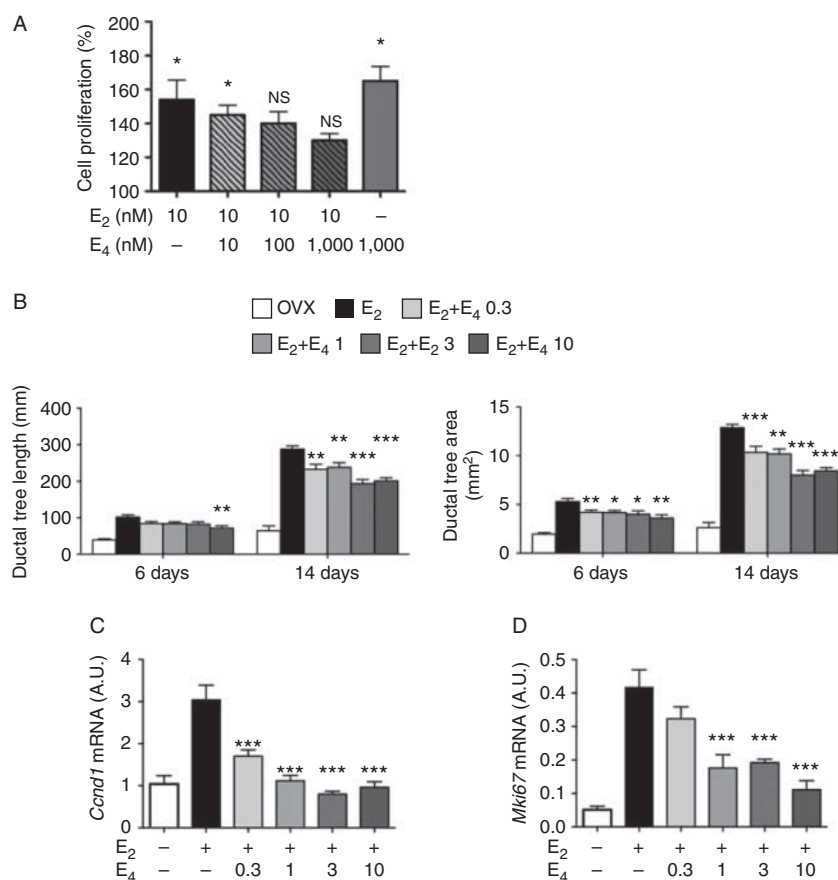 A
Cell proliferation (%)
200
180
160
140
120
100
*
*
NS
NS
*
E2 (nM) 10 10 10 10 –
E4 (nM) – 10 100 1,000 1,000
B
OVX E2 E2+E4 0.3
E2+E4 1 E2+E2 3 E2+E4 10
Ductal tree length (mm)
400
300
200
100
0
**
**
**
***
***
6 days 14 days
Ductal tree area
(mm2)
15
10
5
0
** * * **
***
**
***
***
6 days 14 days
C
Ccnd1 mRNA (A.U.)
4
3
2
1
0
*** *** *** ***
E2 – + + + + +
E4 – – 0.3 1 3 10
D
Mki67 mRNA (A.U.)
0.5
0.4
0.3
0.2
0.1
0.0
*** *** ***
E2 – + + + + +
E4 – – 0.3 1 3 10